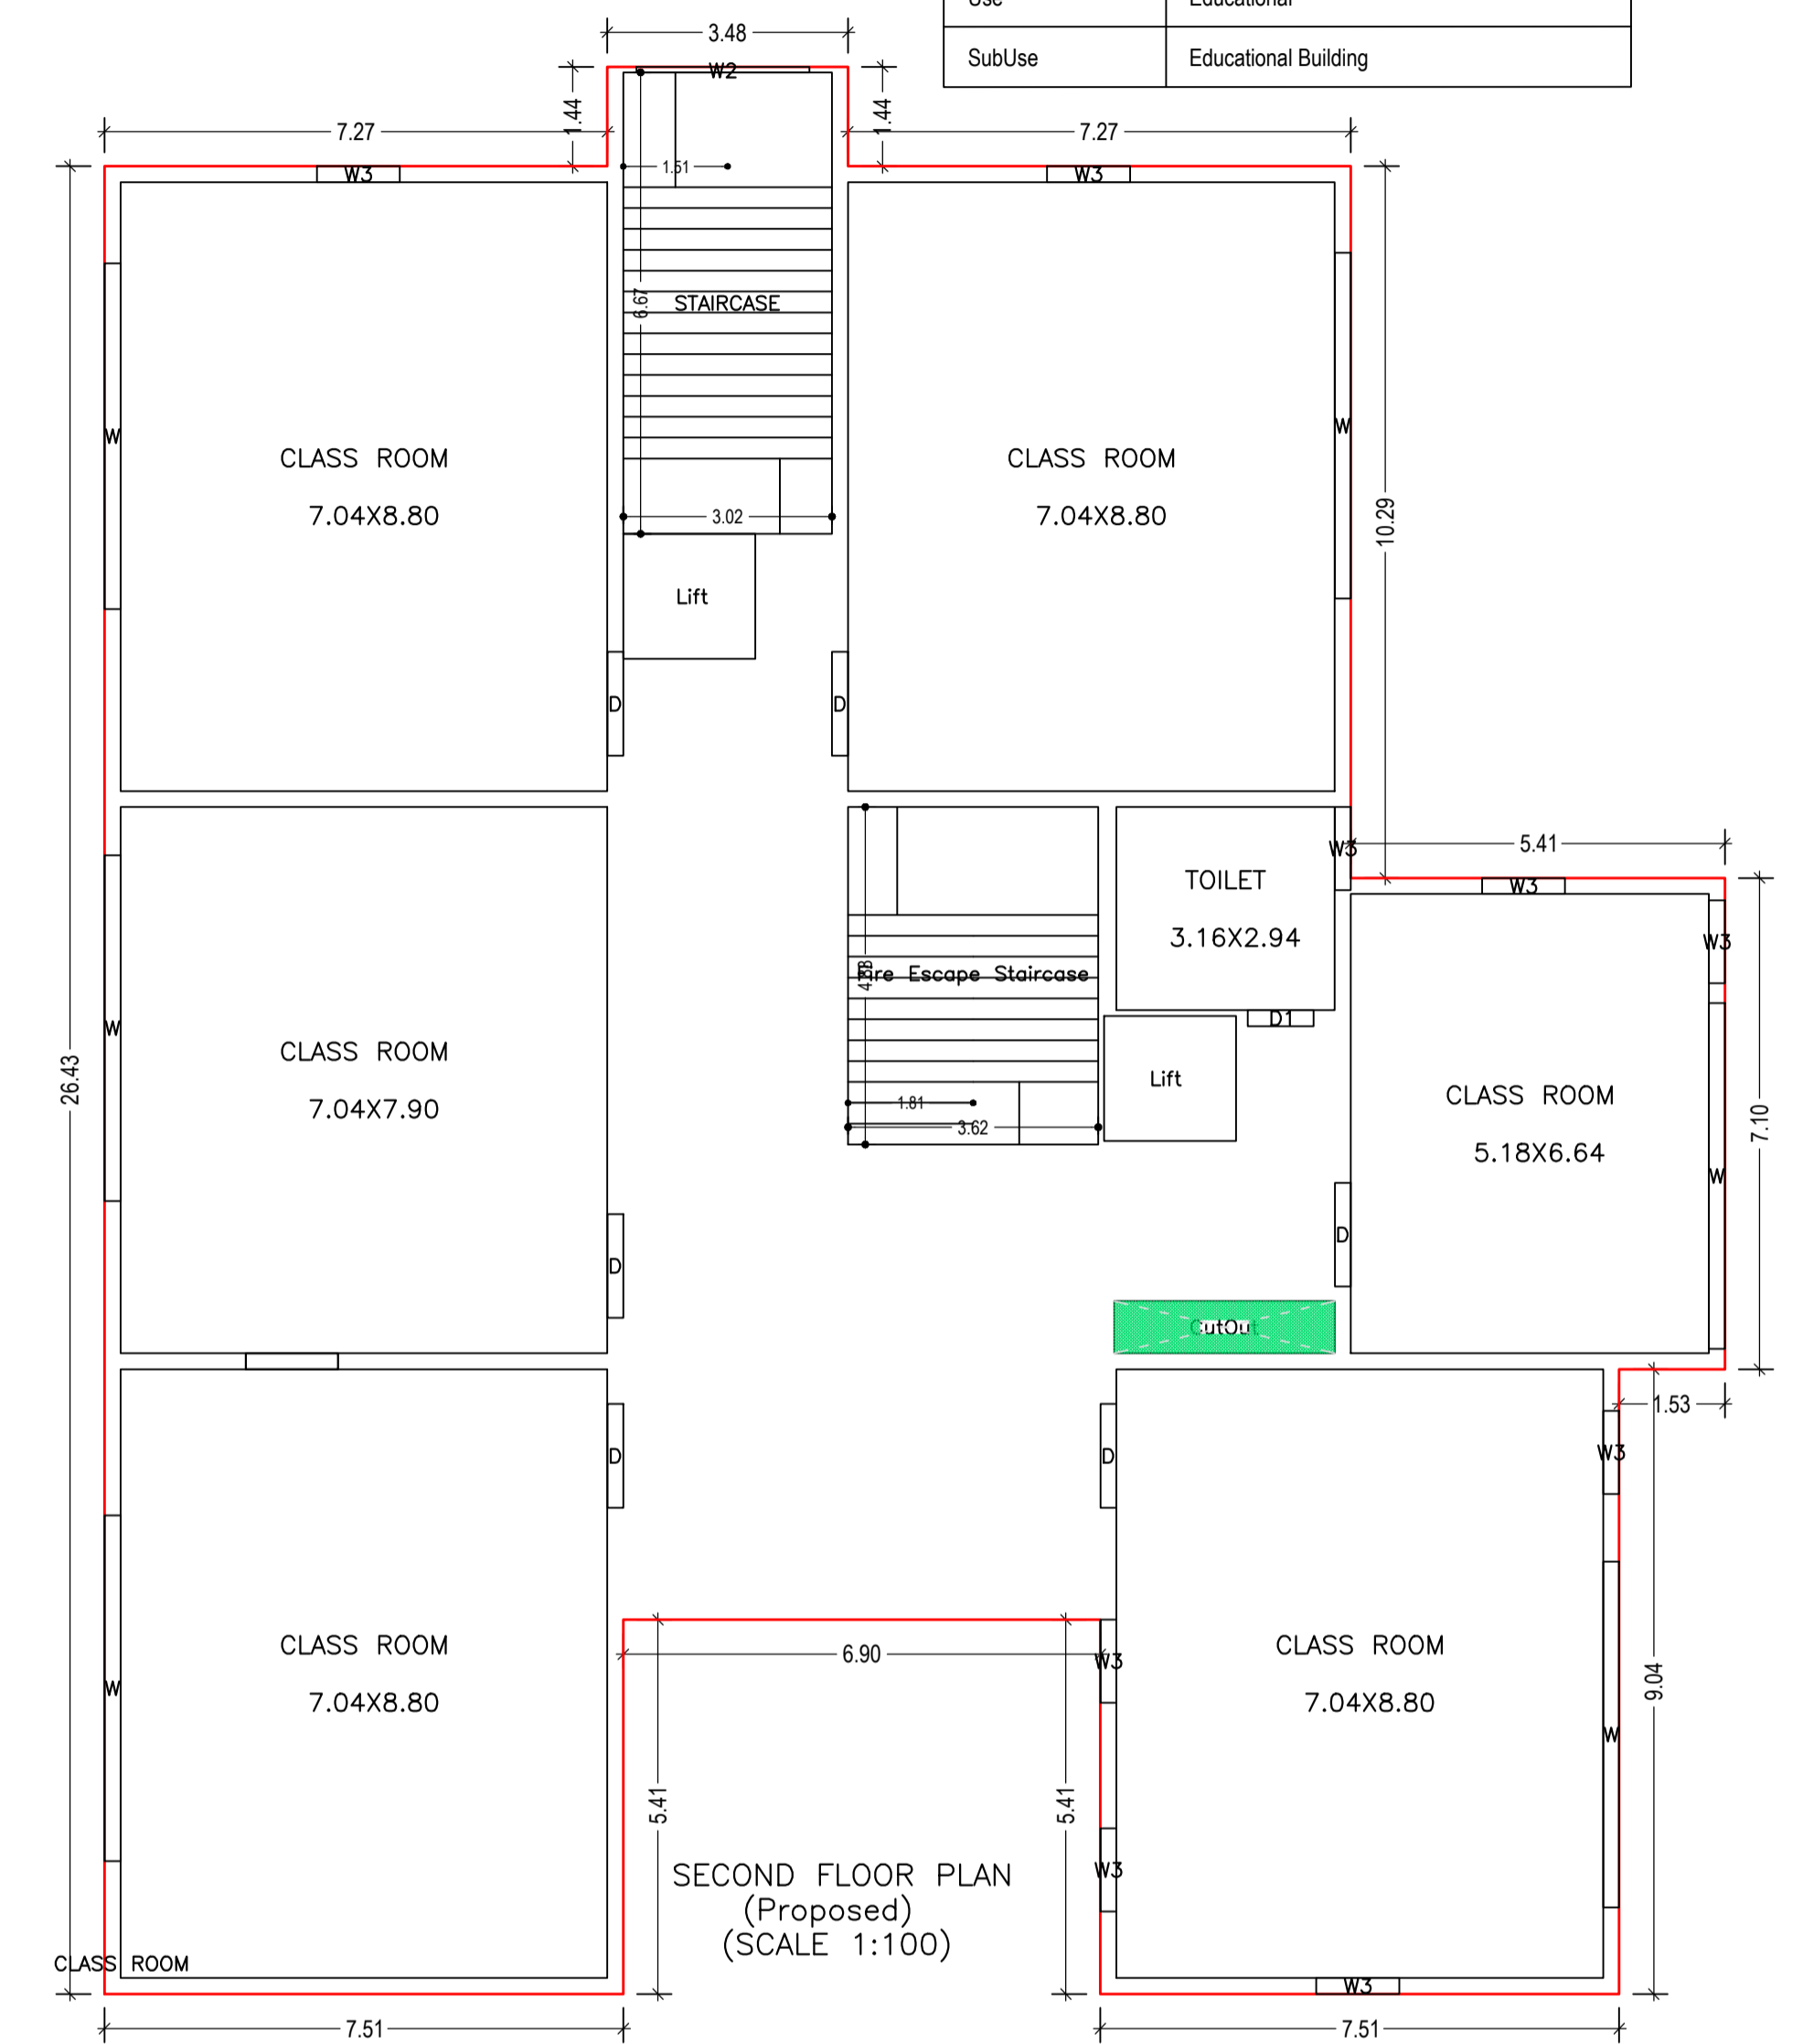 Use Educational
SubUse Educational Building
3.48
W2
1.44
1.44
7.27
7.27
W3
1.51
W3
STAIRCASE
6.67
W
W
CLASS ROOM
7.04X8.80
CLASS ROOM
7.04X8.80
3.02
10.29
Lift
D
D
5.41
W3
TOILET
3.16X2.94
W3
W3
Fire Escape Staircase
D1
W
CLASS ROOM
7.04X7.90
26.43
Lift
1.81
3.62
CLASS ROOM
5.18X6.64
7.10
W
D
D
CutOut
1.53
D
D
W3
CLASS ROOM
7.04X8.80
W
6.90
W3
CLASS ROOM
7.04X8.80
9.04
W
5.41
5.41
SECOND FLOOR PLAN
(Proposed)
(SCALE 1:100)
W3
CLASS ROOM
W3
7.51
7.51